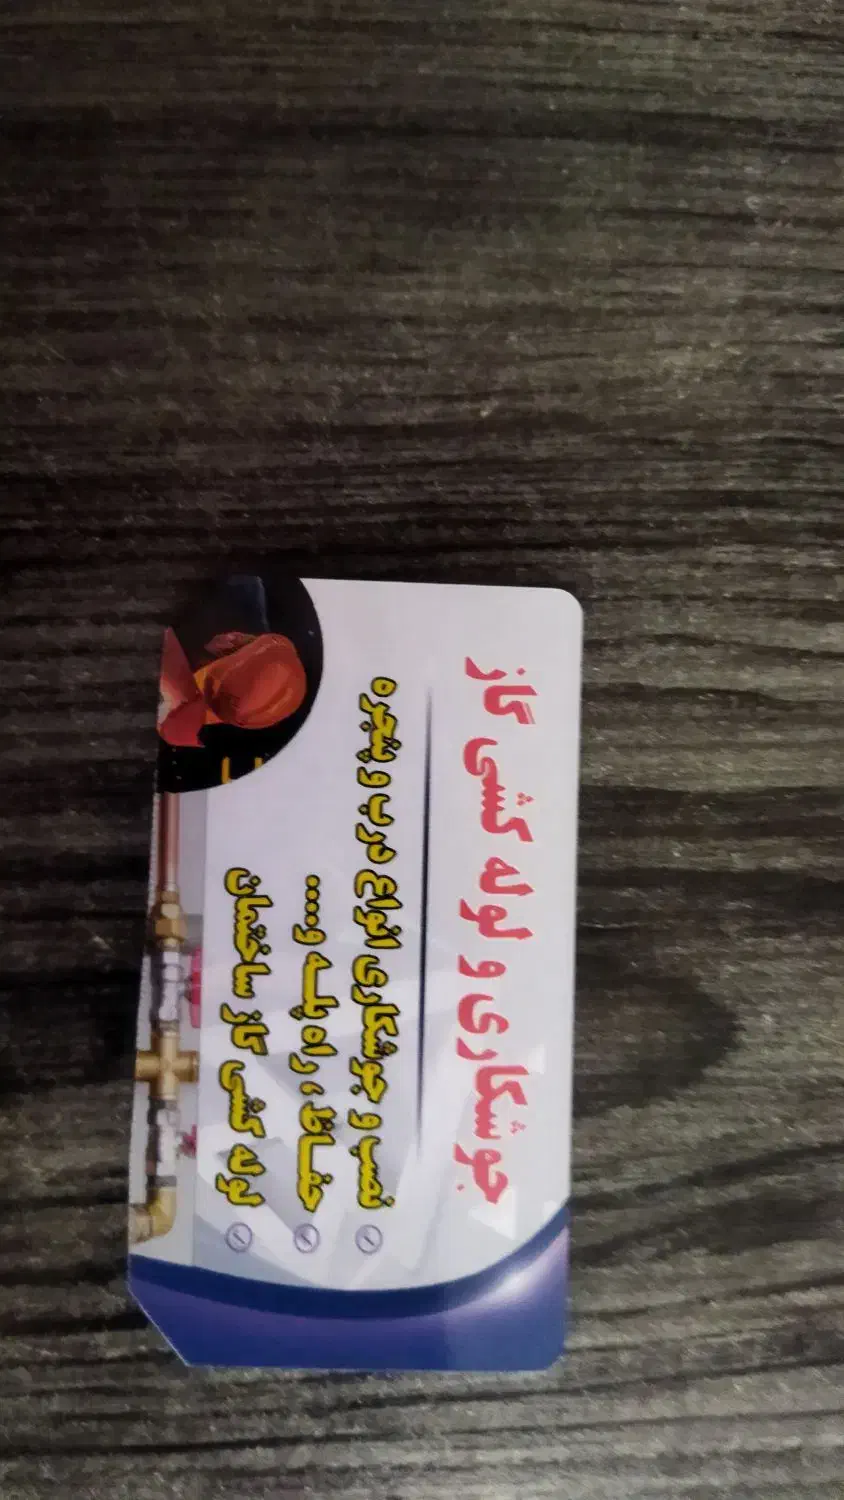 جوشکاری و لوله کشی گاز
نصب و جوشکاری انواع درب و پنجره
حفاظ ، راه پله و.....
لوله کشی گاز ساختمان